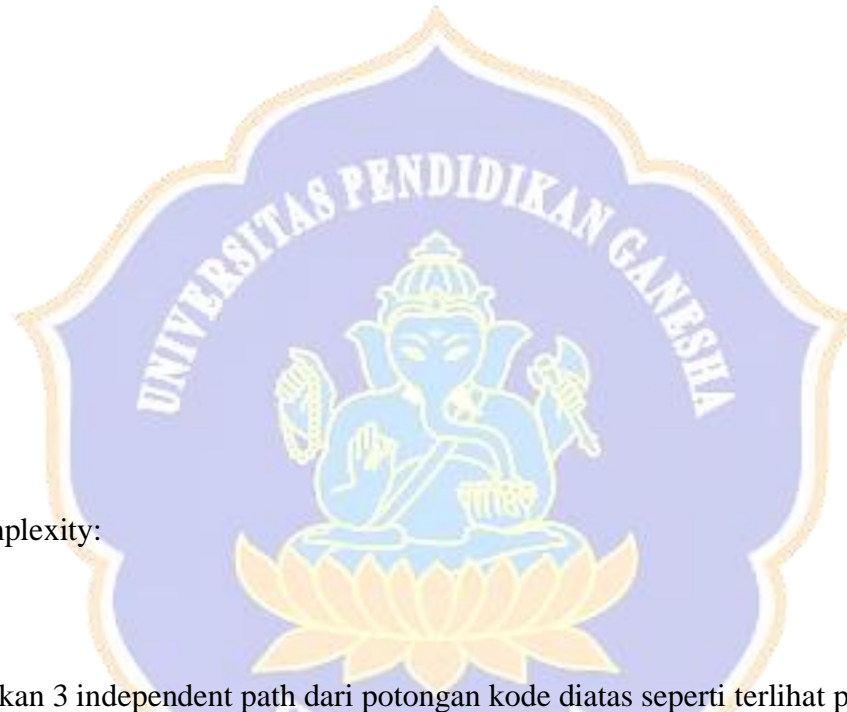 UNIVERSITAS PENDIDIKAN GANESHA
mplexity:
kan 3 independent path dari potongan kode diatas seperti terlihat p